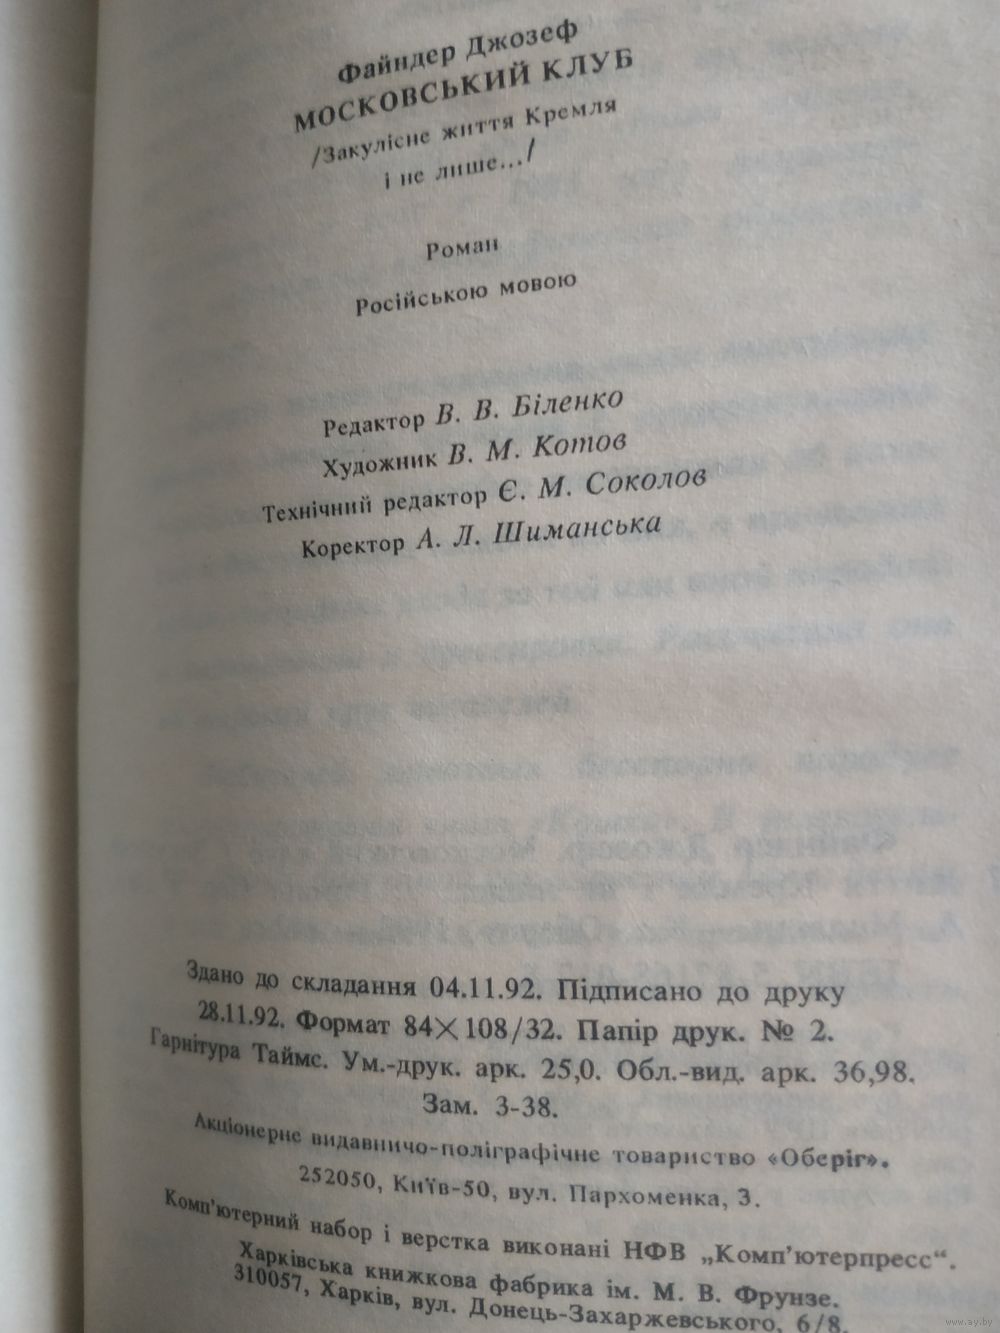 Файндер Джозеф
МОСКОВСЬКИЙ КЛУБ
/Закулісне життя Кремля
і не лише.../
Роман
Російською мовою
Редактор В. В. Біленко
Художник В. М. Котов
Технічний редактор Є. М. Соколов
Коректор А. Л. Шиманська
Здано до складання 04.11.92. Підписано до друку
28.11.92. Формат 84×108/32. Папір друк. № 2.
Гарнітура Таймс. Ум.-друк. арк. 25,0. Обл.-вид. арк. 36,98.
Зам. 3-38.
Акціонерне видавничо-поліграфічне товариство «Оберіг».
252050, Київ-50, вул. Пархоменка, 3.
Комп'ютерний набор і верстка виконані НФВ „Комп'ютерпресс“.
Харківська книжкова фабрика ім. М. В. Фрунзе.
310057, Харків, вул. Донець-Захаржевського, 6/8.
www.ay.by